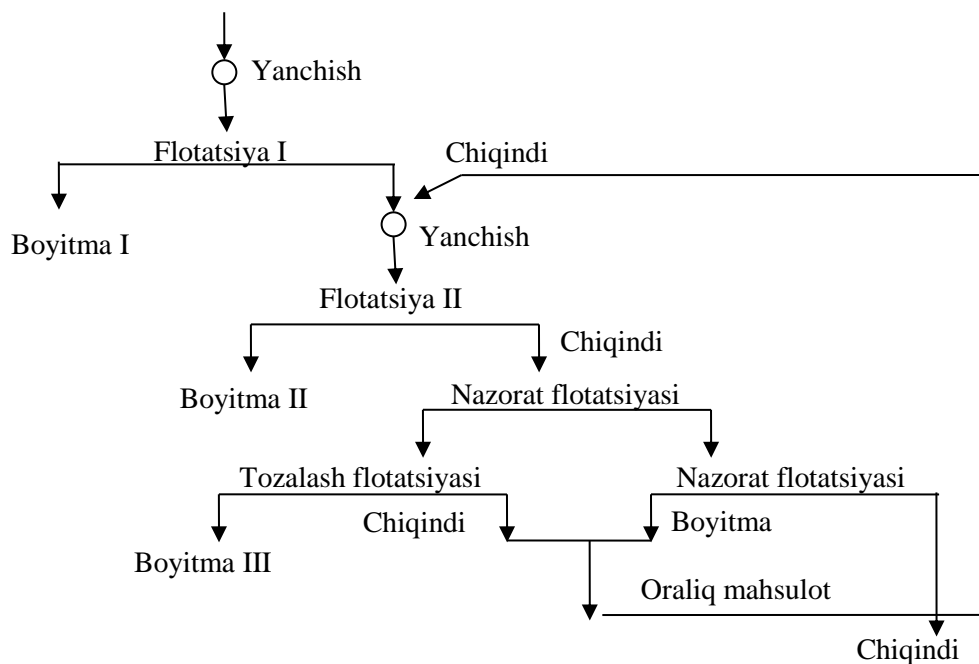 Yanchish
Flotatsiya I
Chiqindi
Boyitma I
Yanchish
Flotatsiya II
Chiqindi
Boyitma II
Nazorat flotatsiyasi
Tozalash flotatsiyasi
Nazorat flotatsiyasi
Chiqindi
Boyitma
Boyitma III
Oraliq mahsulot
Chiqindi